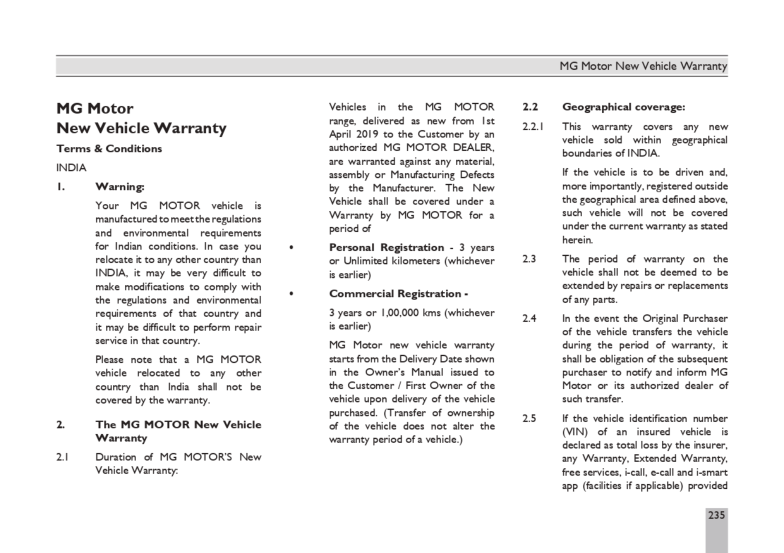 MG Motor New Vehicle Warranty
MG Motor
New Vehicle Warranty
Terms & Conditions
INDIA
1. Warning:
Your MG MOTOR vehicle is
manufactured to meet the regulations
and environmental requirements
for Indian conditions. In case you
relocate it to any other country than
INDIA, it may be very difficult to
make modifications to comply with
the regulations and environmental
requirements of that country and
it may be difficult to perform repair
service in that country.
Please note that a MG MOTOR
vehicle relocated to any other
country than India shall not be
covered by the warranty.
2. The MG MOTOR New Vehicle
Warranty
2.1 Duration of MG MOTOR'S New
Vehicle Warranty:
Vehicles in the MG MOTOR
range, delivered as new from 1st
April 2019 to the Customer by an
authorized MG MOTOR DEALER,
are warranted against any material,
assembly or Manufacturing Defects
by the Manufacturer. The New
Vehicle shall be covered under a
Warranty by MG MOTOR for a
period of
• Personal Registration - 3 years
or Unlimited kilometers (whichever
is earlier)
• Commercial Registration -
3 years or 1,00,000 kms (whichever
is earlier)
MG Motor new vehicle warranty
starts from the Delivery Date shown
in the Owner's Manual issued to
the Customer / First Owner of the
vehicle upon delivery of the vehicle
purchased. (Transfer of ownership
of the vehicle does not alter the
warranty period of a vehicle.)
2.2 Geographical coverage:
2.2.1 This warranty covers any new
vehicle sold within geographical
boundaries of INDIA.
If the vehicle is to be driven and,
more importantly, registered outside
the geographical area defined above,
such vehicle will not be covered
under the current warranty as stated
herein.
2.3 The period of warranty on the
vehicle shall not be deemed to be
extended by repairs or replacements
of any parts.
2.4 In the event the Original Purchaser
of the vehicle transfers the vehicle
during the period of warranty, it
shall be obligation of the subsequent
purchaser to notify and inform MG
Motor or its authorized dealer of
such transfer.
2.5 If the vehicle identification number
(VIN) of an insured vehicle is
declared as total loss by the insurer,
any Warranty, Extended Warranty,
free services, i-call, e-call and i-smart
app (facilities if applicable) provided
235